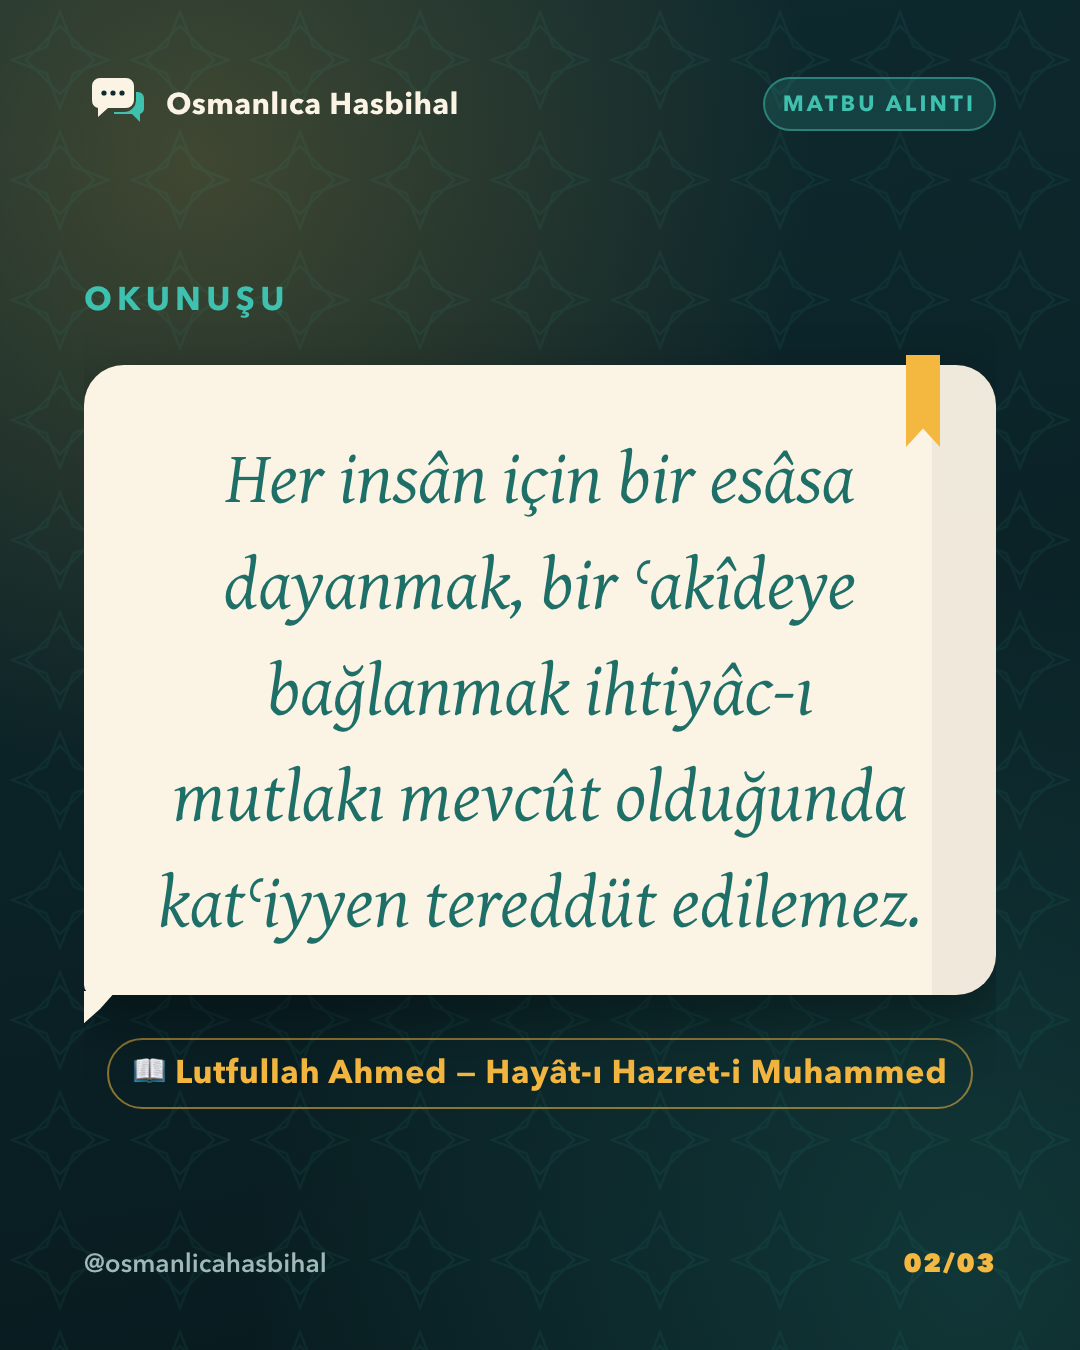 Osmanlıca Hasbihal
MATBU ALINTI
OKUNUŞU
Her insân için bir esâsa
dayanmak, bir ʿakîdeye
bağlanmak ihtiyâc-ı
mutlakı mevcût olduğunda
katʿiyyen tereddüt edilemez.
📖 Lutfullah Ahmed — Hayât-ı Hazret-i Muhammed
@osmanlicahasbihal
02/03